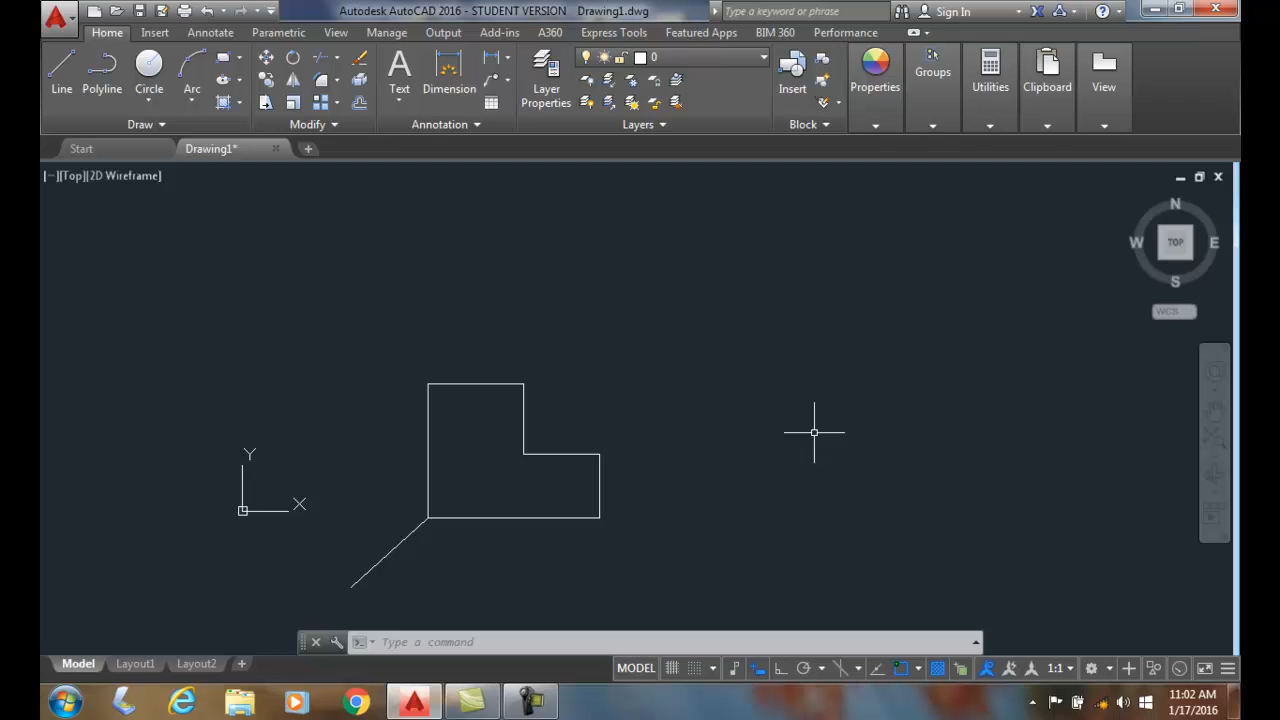 Autodesk AutoCAD 2016 - STUDENT VERSION Drawing1.dwg Type a keyword or phrase Sign In
Home Insert Annotate Parametric View Manage Output Add-ins A360 Express Tools Featured Apps BIM 360 Performance
0
Line Polyline Circle Arc Text Dimension Layer Properties Insert Properties Groups Utilities Clipboard View
Draw Modify Annotation Layers Block
Start Drawing1*
[−][Top][2D Wireframe]
N
W TOP E
S
WCS
Y
X
Type a command
Model Layout1 Layout2 MODEL 1:1
11:02 AM
1/17/2016